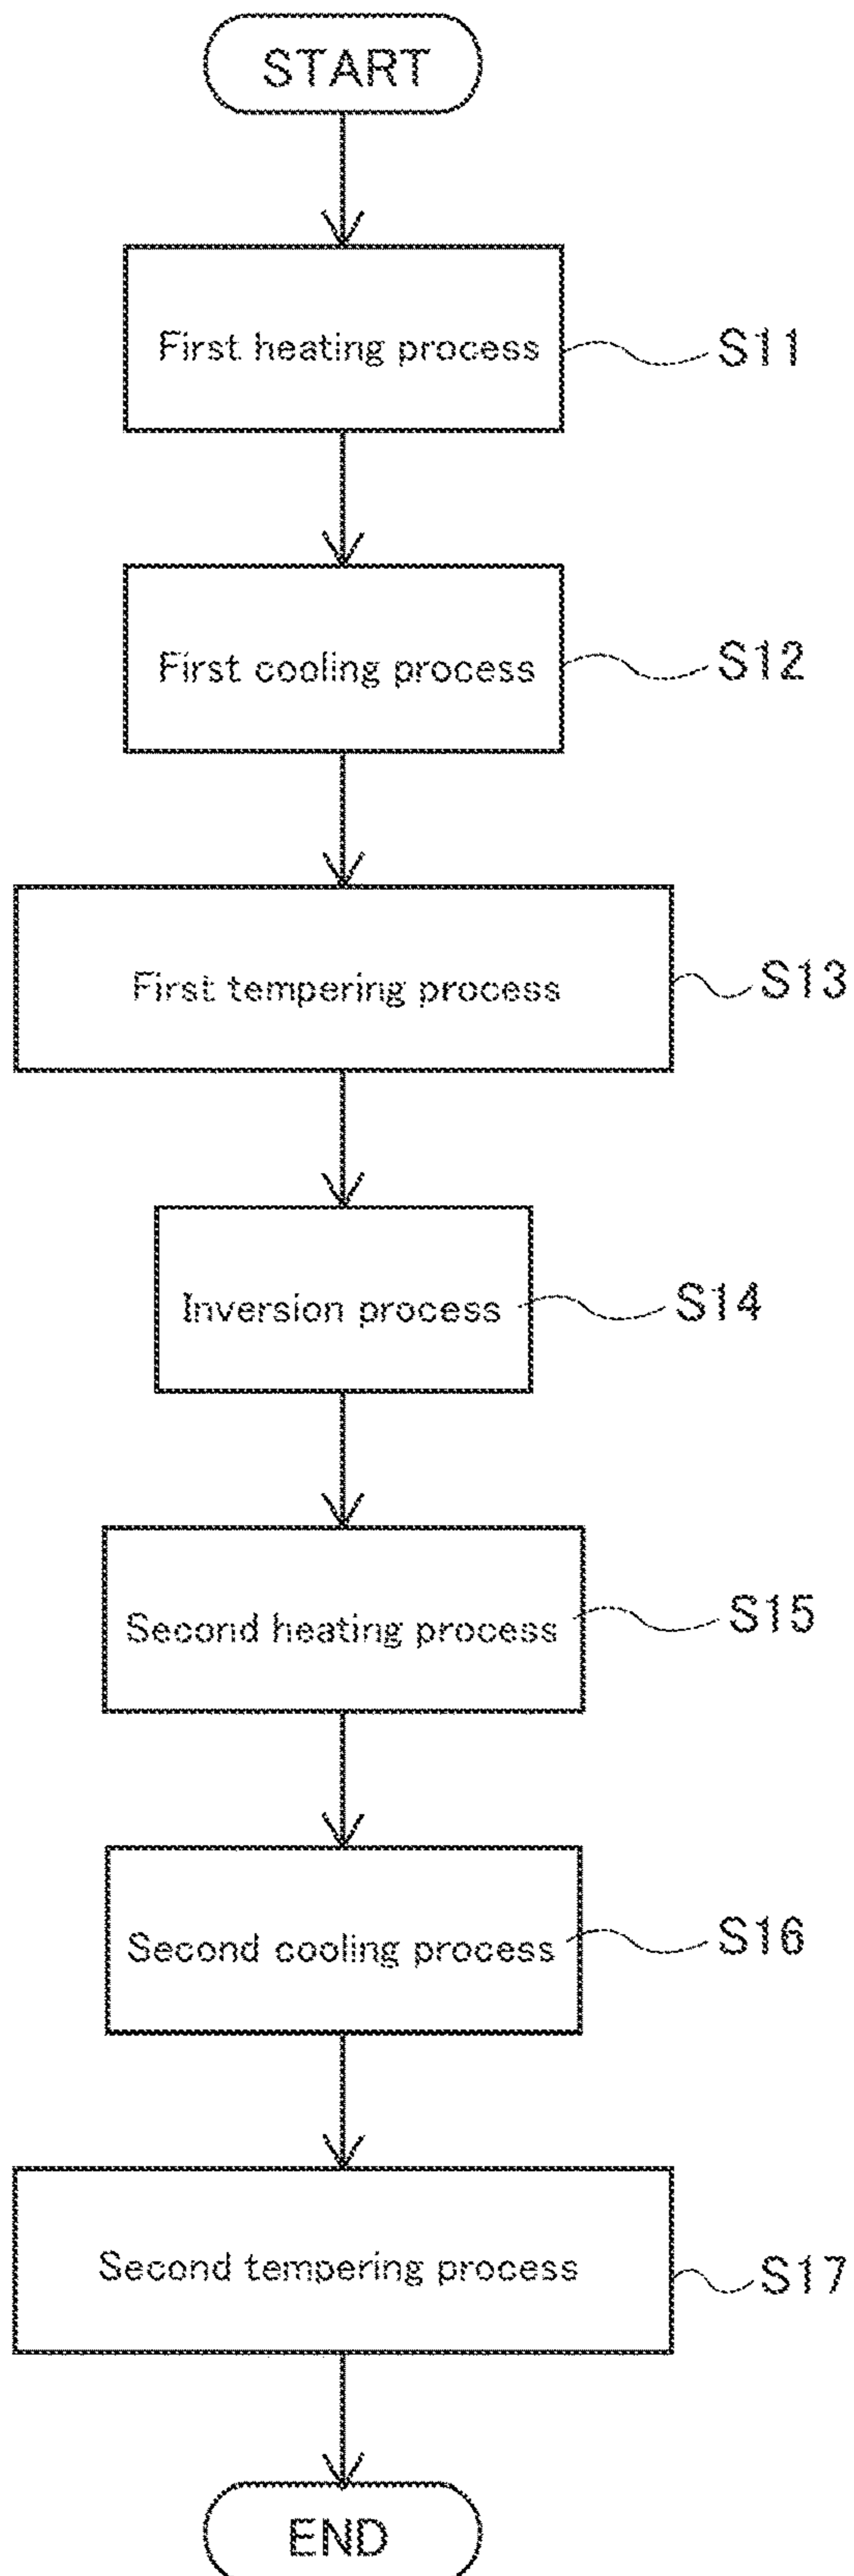 START
First heating process
S11
First cooling process
S12
First tempering process
S13
Inversion process
S14
Second heating process
S15
Second cooling process
S16
Second tempering process
S17
END